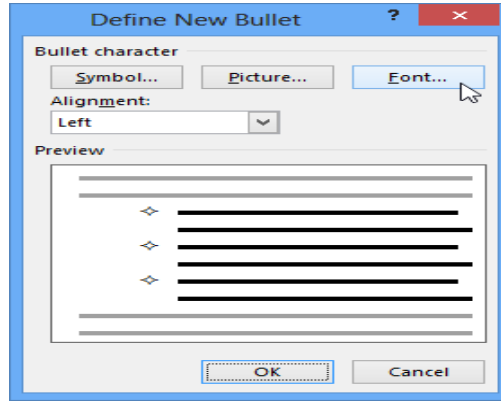 Define New Bullet ? ×
Bullet character
Symbol... Picture... Font...
Alignment:
Left
Preview
OK Cancel